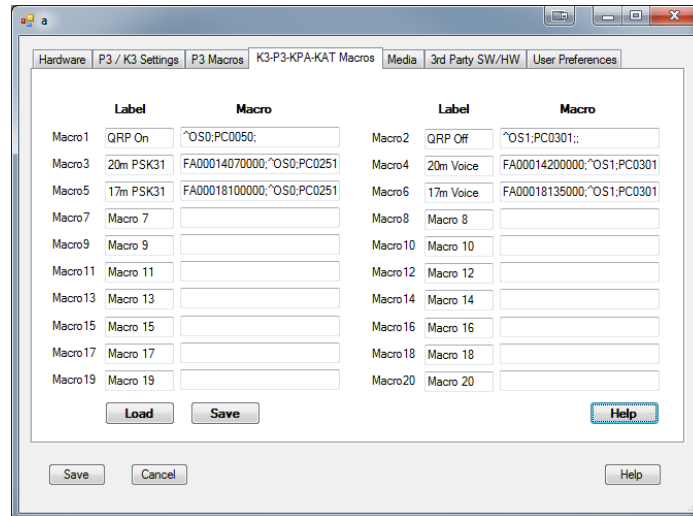 a
Hardware P3 / K3 Settings P3 Macros K3-P3-KPA-KAT Macros Media 3rd Party SW/HW User Preferences
Label Macro Label Macro
Macro1 QRP On ^OS0;PC0050; Macro2 QRP Off ^OS1;PC0301;;
Macro3 20m PSK31 FA00014070000;^OS0;PC0251 Macro4 20m Voice FA00014200000;^OS1;PC0301
Macro5 17m PSK31 FA00018100000;^OS0;PC0251 Macro6 17m Voice FA00018135000;^OS1;PC0301
Macro7 Macro 7 Macro8 Macro 8
Macro9 Macro 9 Macro10 Macro 10
Macro11 Macro 11 Macro12 Macro 12
Macro13 Macro 13 Macro14 Macro 14
Macro15 Macro 15 Macro16 Macro 16
Macro17 Macro 17 Macro18 Macro 18
Macro19 Macro 19 Macro20 Macro 20
Load Save Help
Save Cancel Help